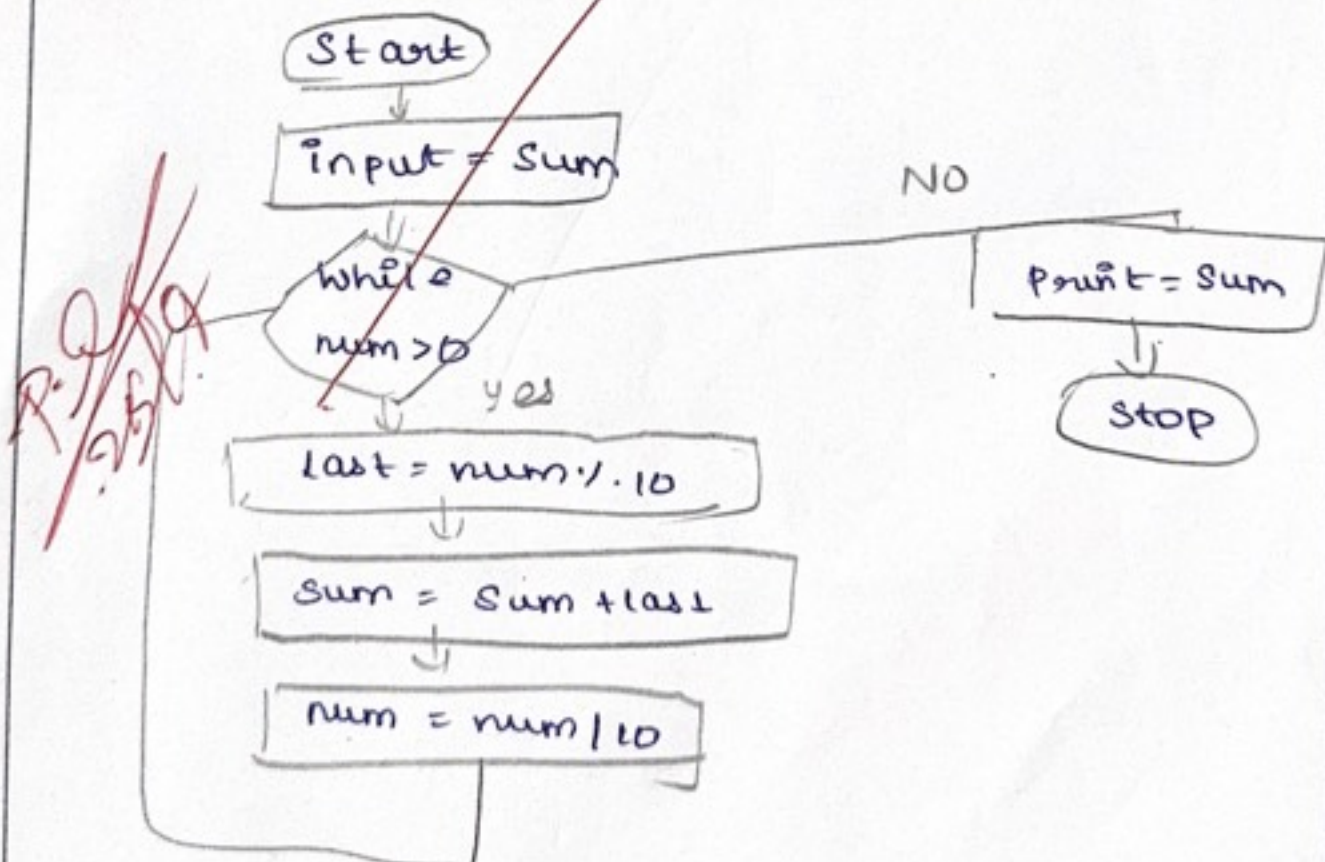 Start
input = Sum
While
num>0
NO
yes
Print = Sum
Stop
last = num % 10
Sum = Sum + last
num = num / 10